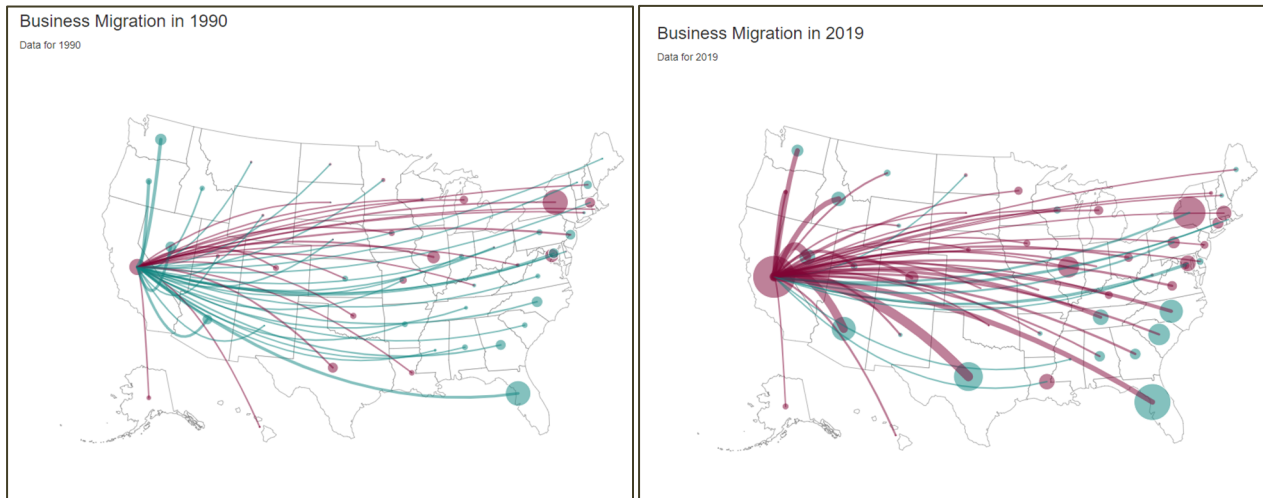 Business Migration in 1990
Data for 1990
Business Migration in 2019
Data for 2019